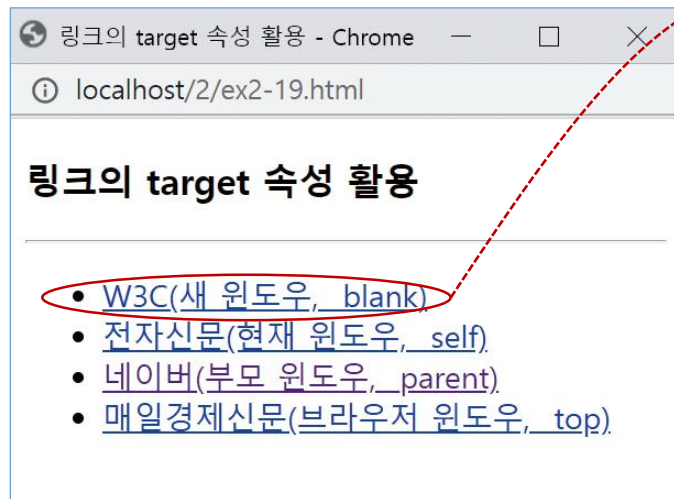 링크의 target 속성 활용 - Chrome
localhost/2/ex2-19.html
링크의 target 속성 활용
W3C(새 윈도우, _blank)
전자신문(현재 윈도우, _self)
네이버(부모 윈도우, _parent)
매일경제신문(브라우저 윈도우, _top)